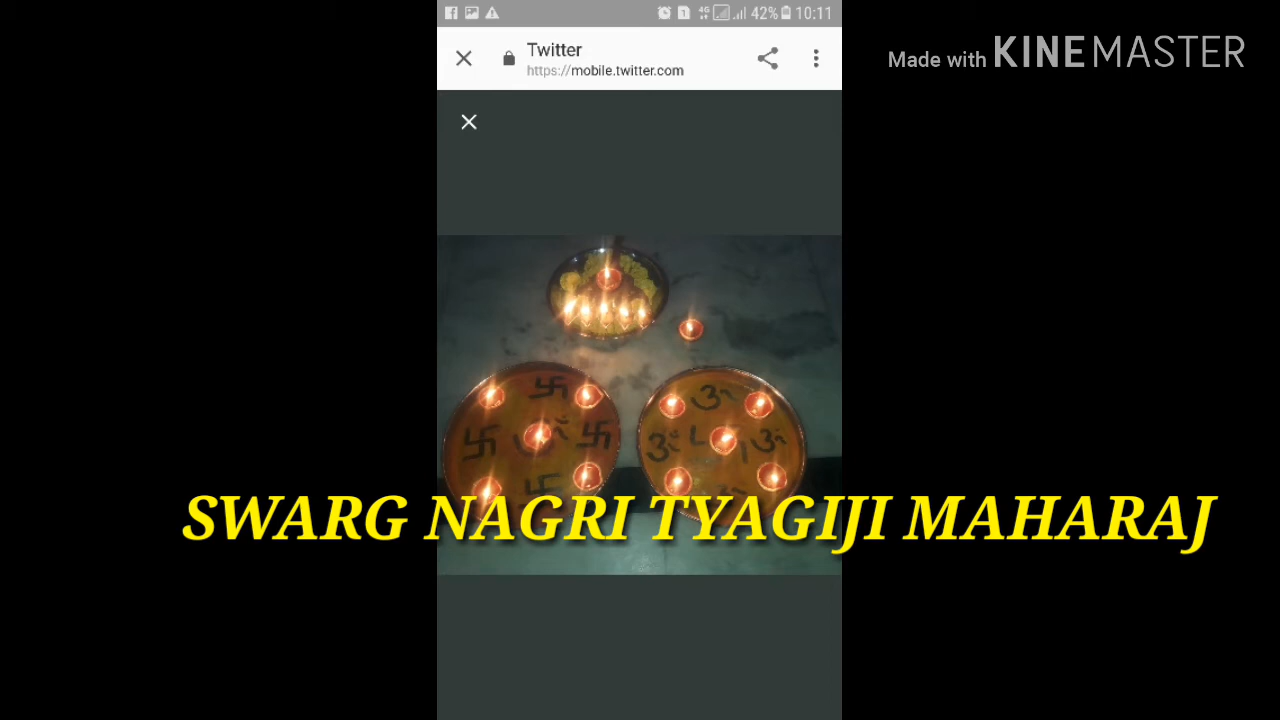 42% 10:11
Made with KINEMASTER
Twitter
https://mobile.twitter.com
ॐ
ॐ ॐ
SWARG NAGRI TYAGIJI MAHARAJ